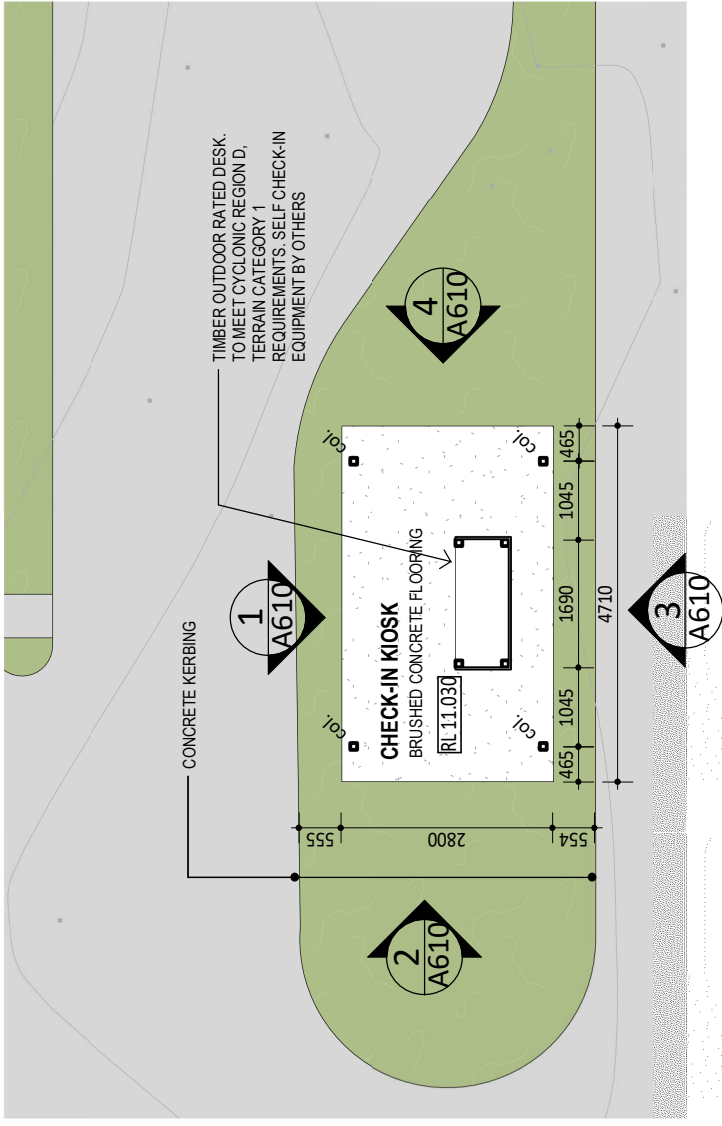 TIMBER OUTDOOR RATED DESK.
TO MEET CYCLONIC REGION D,
TERRAIN CATEGORY 1
REQUIREMENTS. SELF CHECK-IN
EQUIPMENT BY OTHERS
CONCRETE KERBING
1
A610
2
A610
3
A610
4
A610
col.
col.
col.
col.
CHECK-IN KIOSK
BRUSHED CONCRETE FLOORING
RL 11.030
555
2800
554
465
1045
1690
1045
465
4710